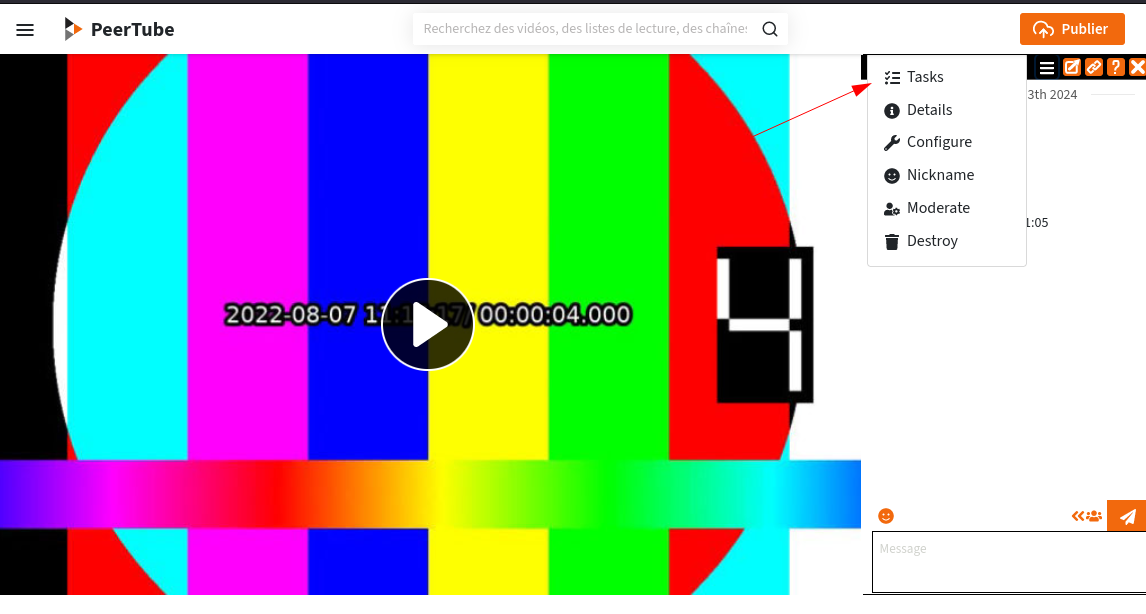 PeerTube
Recherchez des vidéos, des listes de lecture, des chaînes
Publier
Tasks
3th 2024
Details
Configure
Nickname
Moderate
1:05
Destroy
2022-08-07 11:1 :17/ 00:00:04.000
4
Message